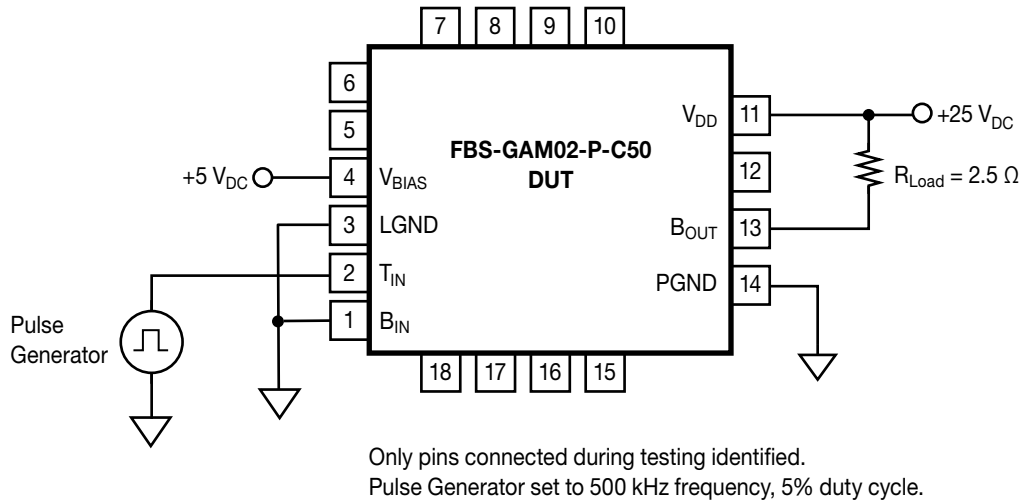 7 8 9 10
6
5
+5 V_DC 4 V_BIAS
3 LGND
2 T_IN
1 B_IN
Pulse
Generator
FBS-GAM02-P-C50
DUT
V_DD 11 +25 V_DC
12
R_Load = 2.5 Ω
B_OUT 13
PGND 14
18 17 16 15
Only pins connected during testing identified.
Pulse Generator set to 500 kHz frequency, 5% duty cycle.